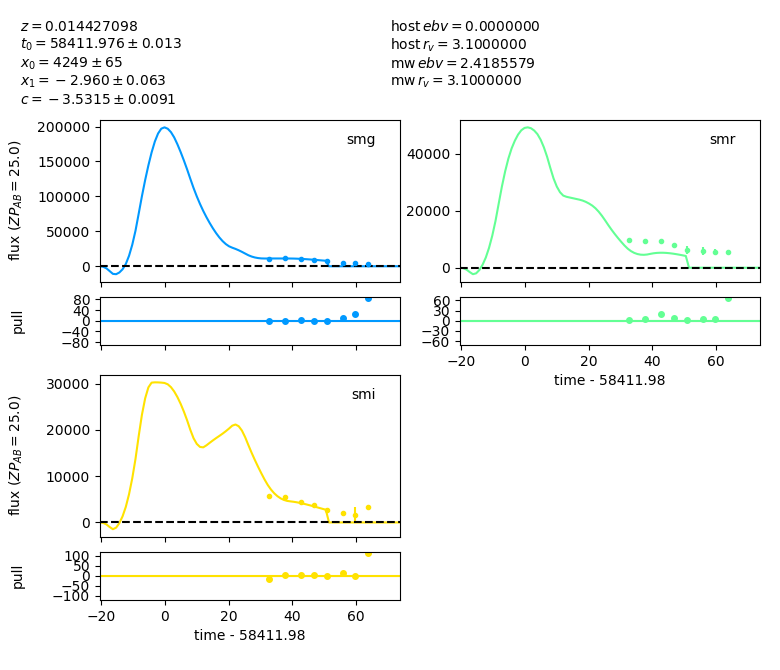 z = 0.014427098
t₀ = 58411.976 ± 0.013
x₀ = 4249 ± 65
x₁ = −2.960 ± 0.063
c = −3.5315 ± 0.0091
host ebv = 0.0000000
host r_v = 3.1000000
mw ebv = 2.4185579
mw r_v = 3.1000000
smg
flux (ZP_AB = 25.0)
200000
150000
100000
50000
0
pull
80
40
0
−40
−80
smr
40000
20000
0
60
30
0
−30
−60
−20 0 20 40 60
time - 58411.98
smi
flux (ZP_AB = 25.0)
30000
20000
10000
0
pull
100
50
0
−50
−100
−20 0 20 40 60
time - 58411.98